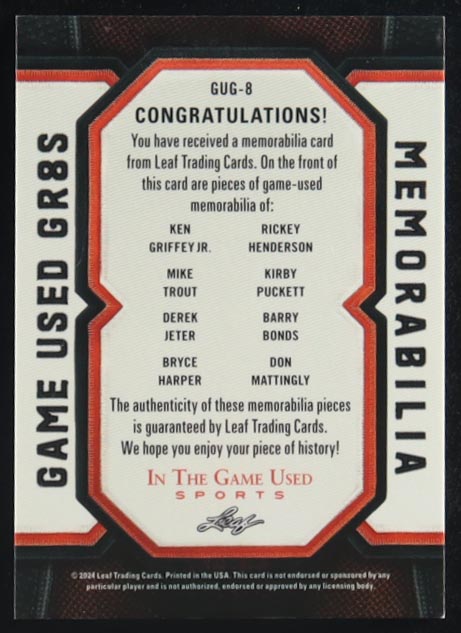 GUG-8
CONGRATULATIONS!
You have received a memorabilia card
from Leaf Trading Cards. On the front of
this card are pieces of game-used
memorabilia of:
KEN GRIFFEY JR.
RICKEY HENDERSON
MIKE TROUT
KIRBY PUCKETT
DEREK JETER
BARRY BONDS
BRYCE HARPER
DON MATTINGLY
The authenticity of these memorabilia pieces
is guaranteed by Leaf Trading Cards.
We hope you enjoy your piece of history!
IN THE GAME USED
SPORTS
Leaf
GAME USED GR8S
MEMORABILIA
© 2024 Leaf Trading Cards. Printed in the USA. This card is not endorsed or sponsored by any
particular player and is not authorized, endorsed or approved by any licensing body.